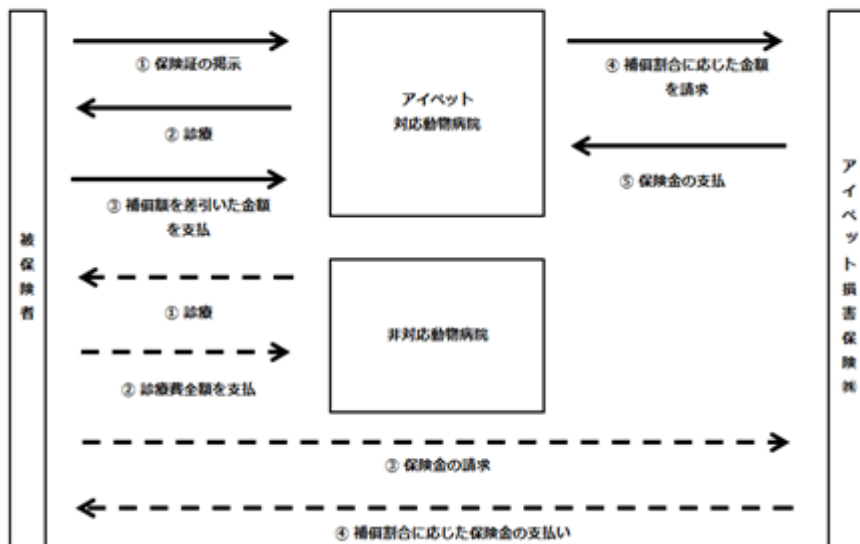 ① 保険証の掲示
② 診療
③ 補償額を差引いた金額
を支払
アイペット
対応動物病院
④ 補償割合に応じた金額
を請求
⑤ 保険金の支払
被保険者
① 診療
② 診療費全額を支払
非対応動物病院
③ 保険金の請求
④ 補償割合に応じた保険金の支払い
アイペット損害保険㈱